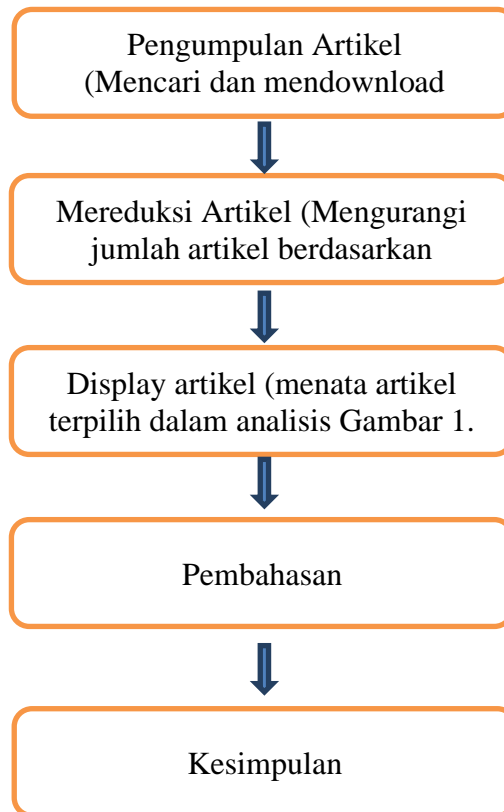 Pengumpulan Artikel
(Mencari dan mendownload
Mereduksi Artikel (Mengurangi
jumlah artikel berdasarkan
Display artikel (menata artikel
terpilih dalam analisis Gambar 1.
Pembahasan
Kesimpulan